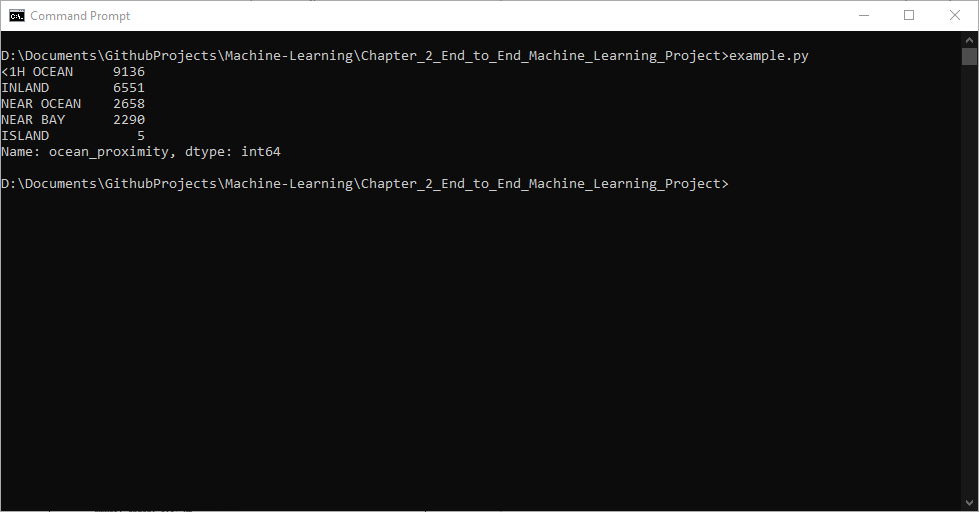 Command Prompt
D:\Documents\GithubProjects\Machine-Learning\Chapter_2_End_to_End_Machine_Learning_Project>example.py
<1H OCEAN     9136
INLAND        6551
NEAR OCEAN    2658
NEAR BAY      2290
ISLAND           5
Name: ocean_proximity, dtype: int64
D:\Documents\GithubProjects\Machine-Learning\Chapter_2_End_to_End_Machine_Learning_Project>